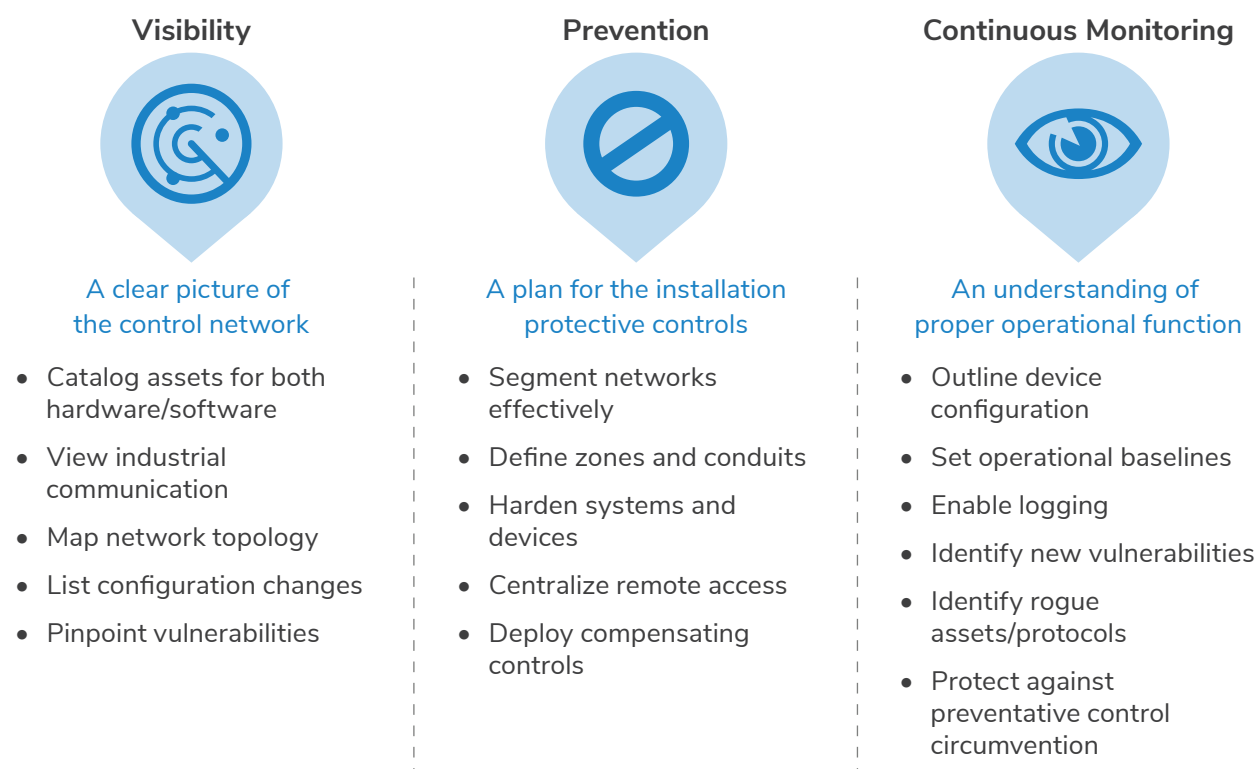 Visibility
A clear picture of
the control network
• Catalog assets for both
hardware/software
• View industrial
communication
• Map network topology
• List configuration changes
• Pinpoint vulnerabilities
Prevention
A plan for the installation
protective controls
• Segment networks
effectively
• Define zones and conduits
• Harden systems and
devices
• Centralize remote access
• Deploy compensating
controls
Continuous Monitoring
An understanding of
proper operational function
• Outline device
configuration
• Set operational baselines
• Enable logging
• Identify new vulnerabilities
• Identify rogue
assets/protocols
• Protect against
preventative control
circumvention